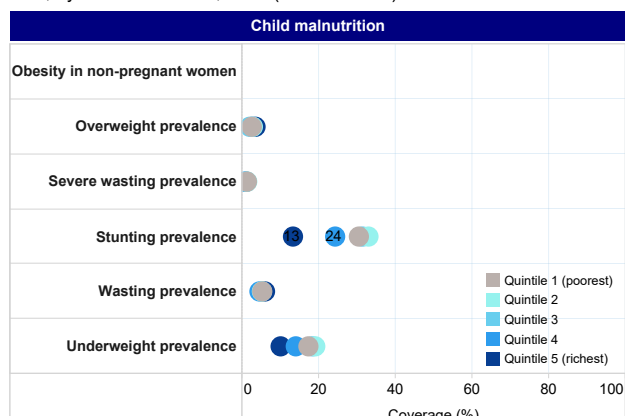 Child malnutrition
Obesity in non-pregnant women
Overweight prevalence
Severe wasting prevalence
Stunting prevalence
13
24
Wasting prevalence
Underweight prevalence
Quintile 1 (poorest)
Quintile 2
Quintile 3
Quintile 4
Quintile 5 (richest)
0 20 40 60 80 100
Coverage (%)